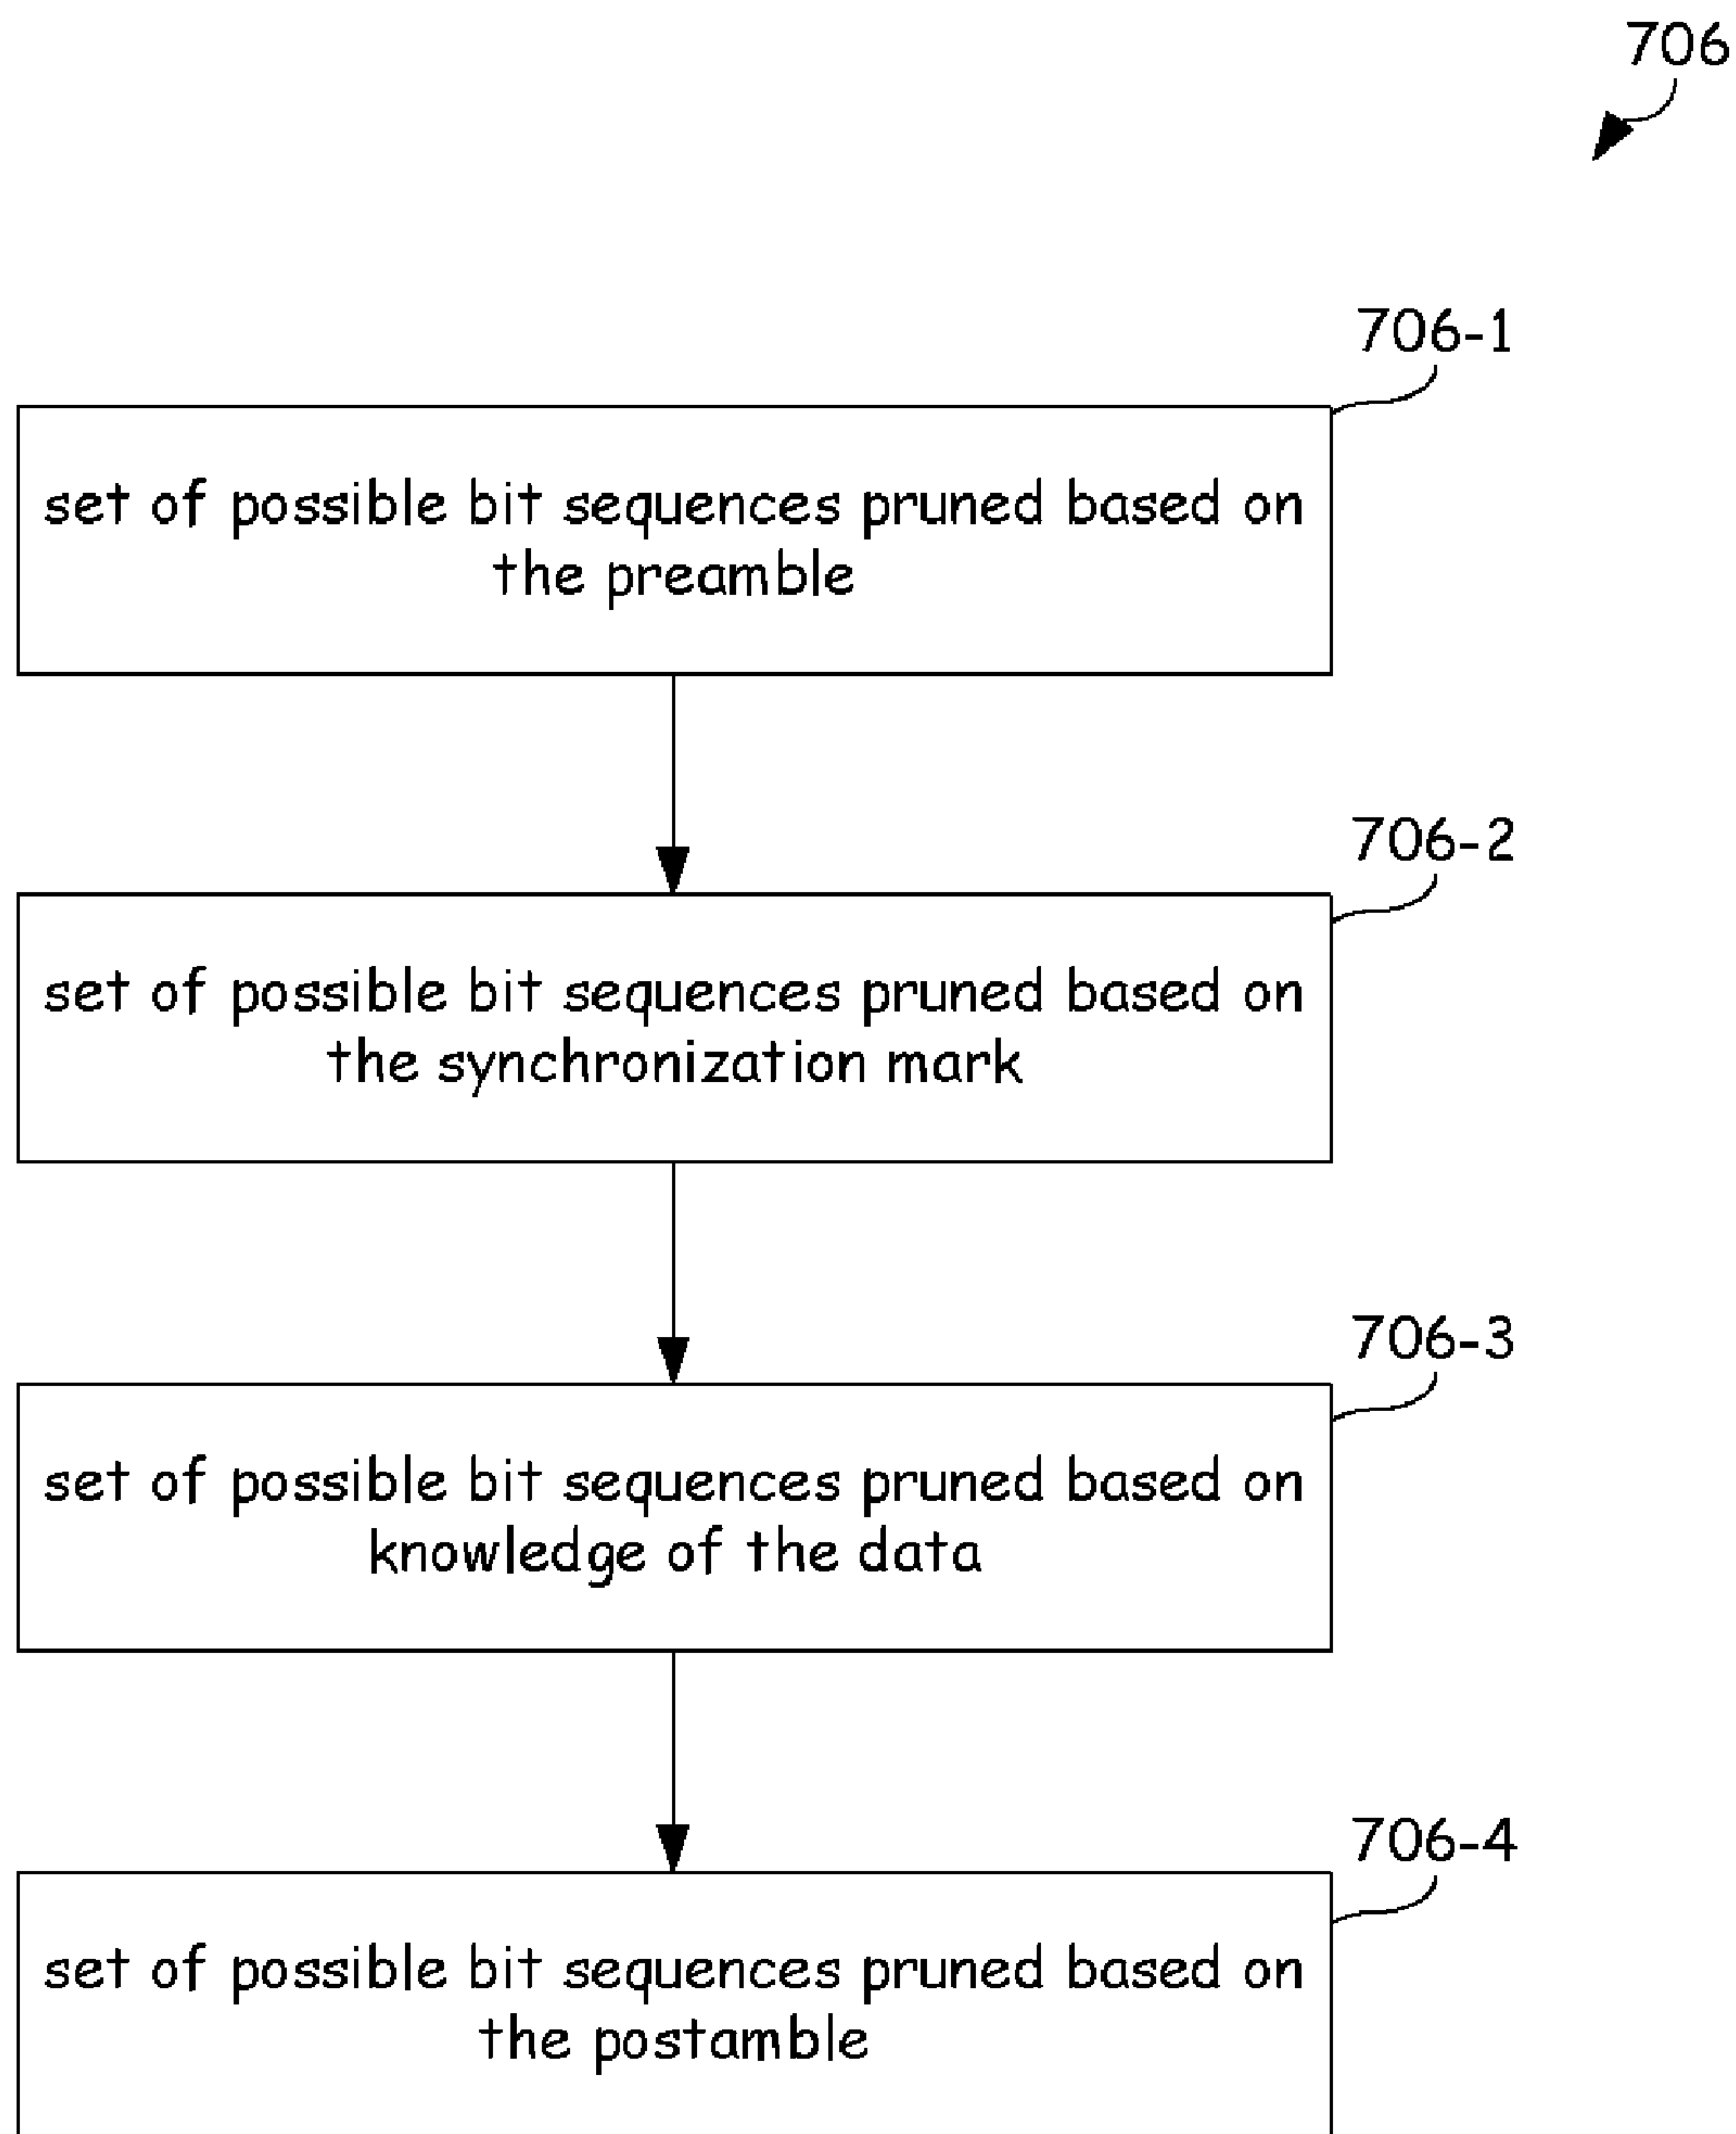 706
706-1
set of possible bit sequences pruned based on
the preamble
706-2
set of possible bit sequences pruned based on
the synchronization mark
706-3
set of possible bit sequences pruned based on
knowledge of the data
706-4
set of possible bit sequences pruned based on
the postamble